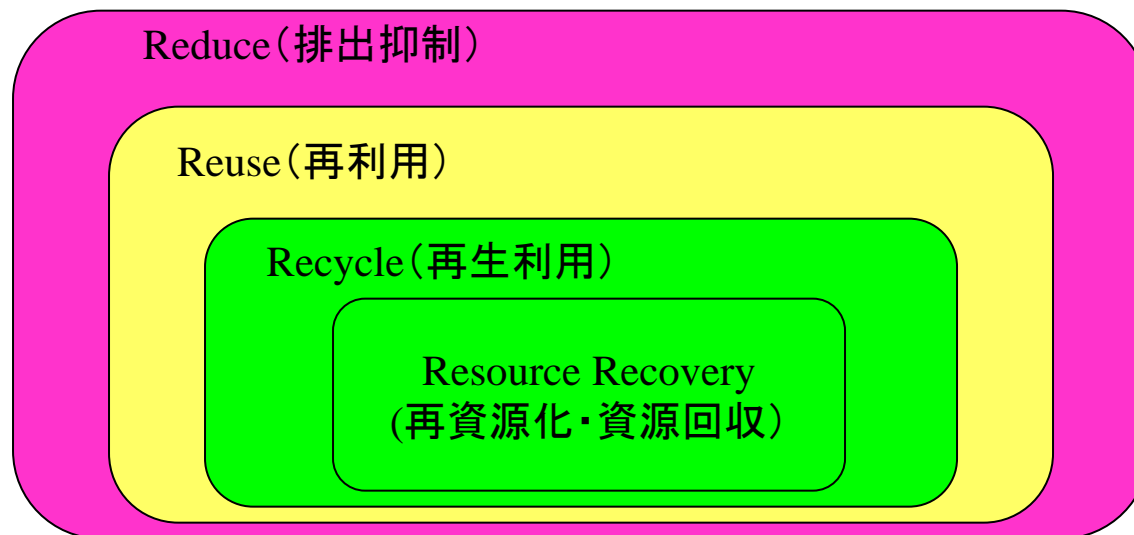 Reduce（排出抑制）
Reuse（再利用）
Recycle（再生利用）
Resource Recovery
(再資源化・資源回収）